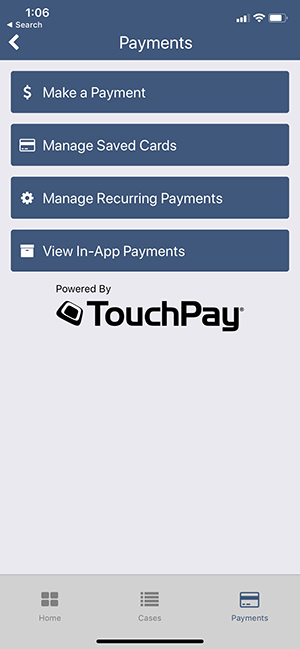 1:06
Search
Payments
$ Make a Payment
Manage Saved Cards
Manage Recurring Payments
View In-App Payments
Powered By
TouchPay®
Home
Cases
Payments